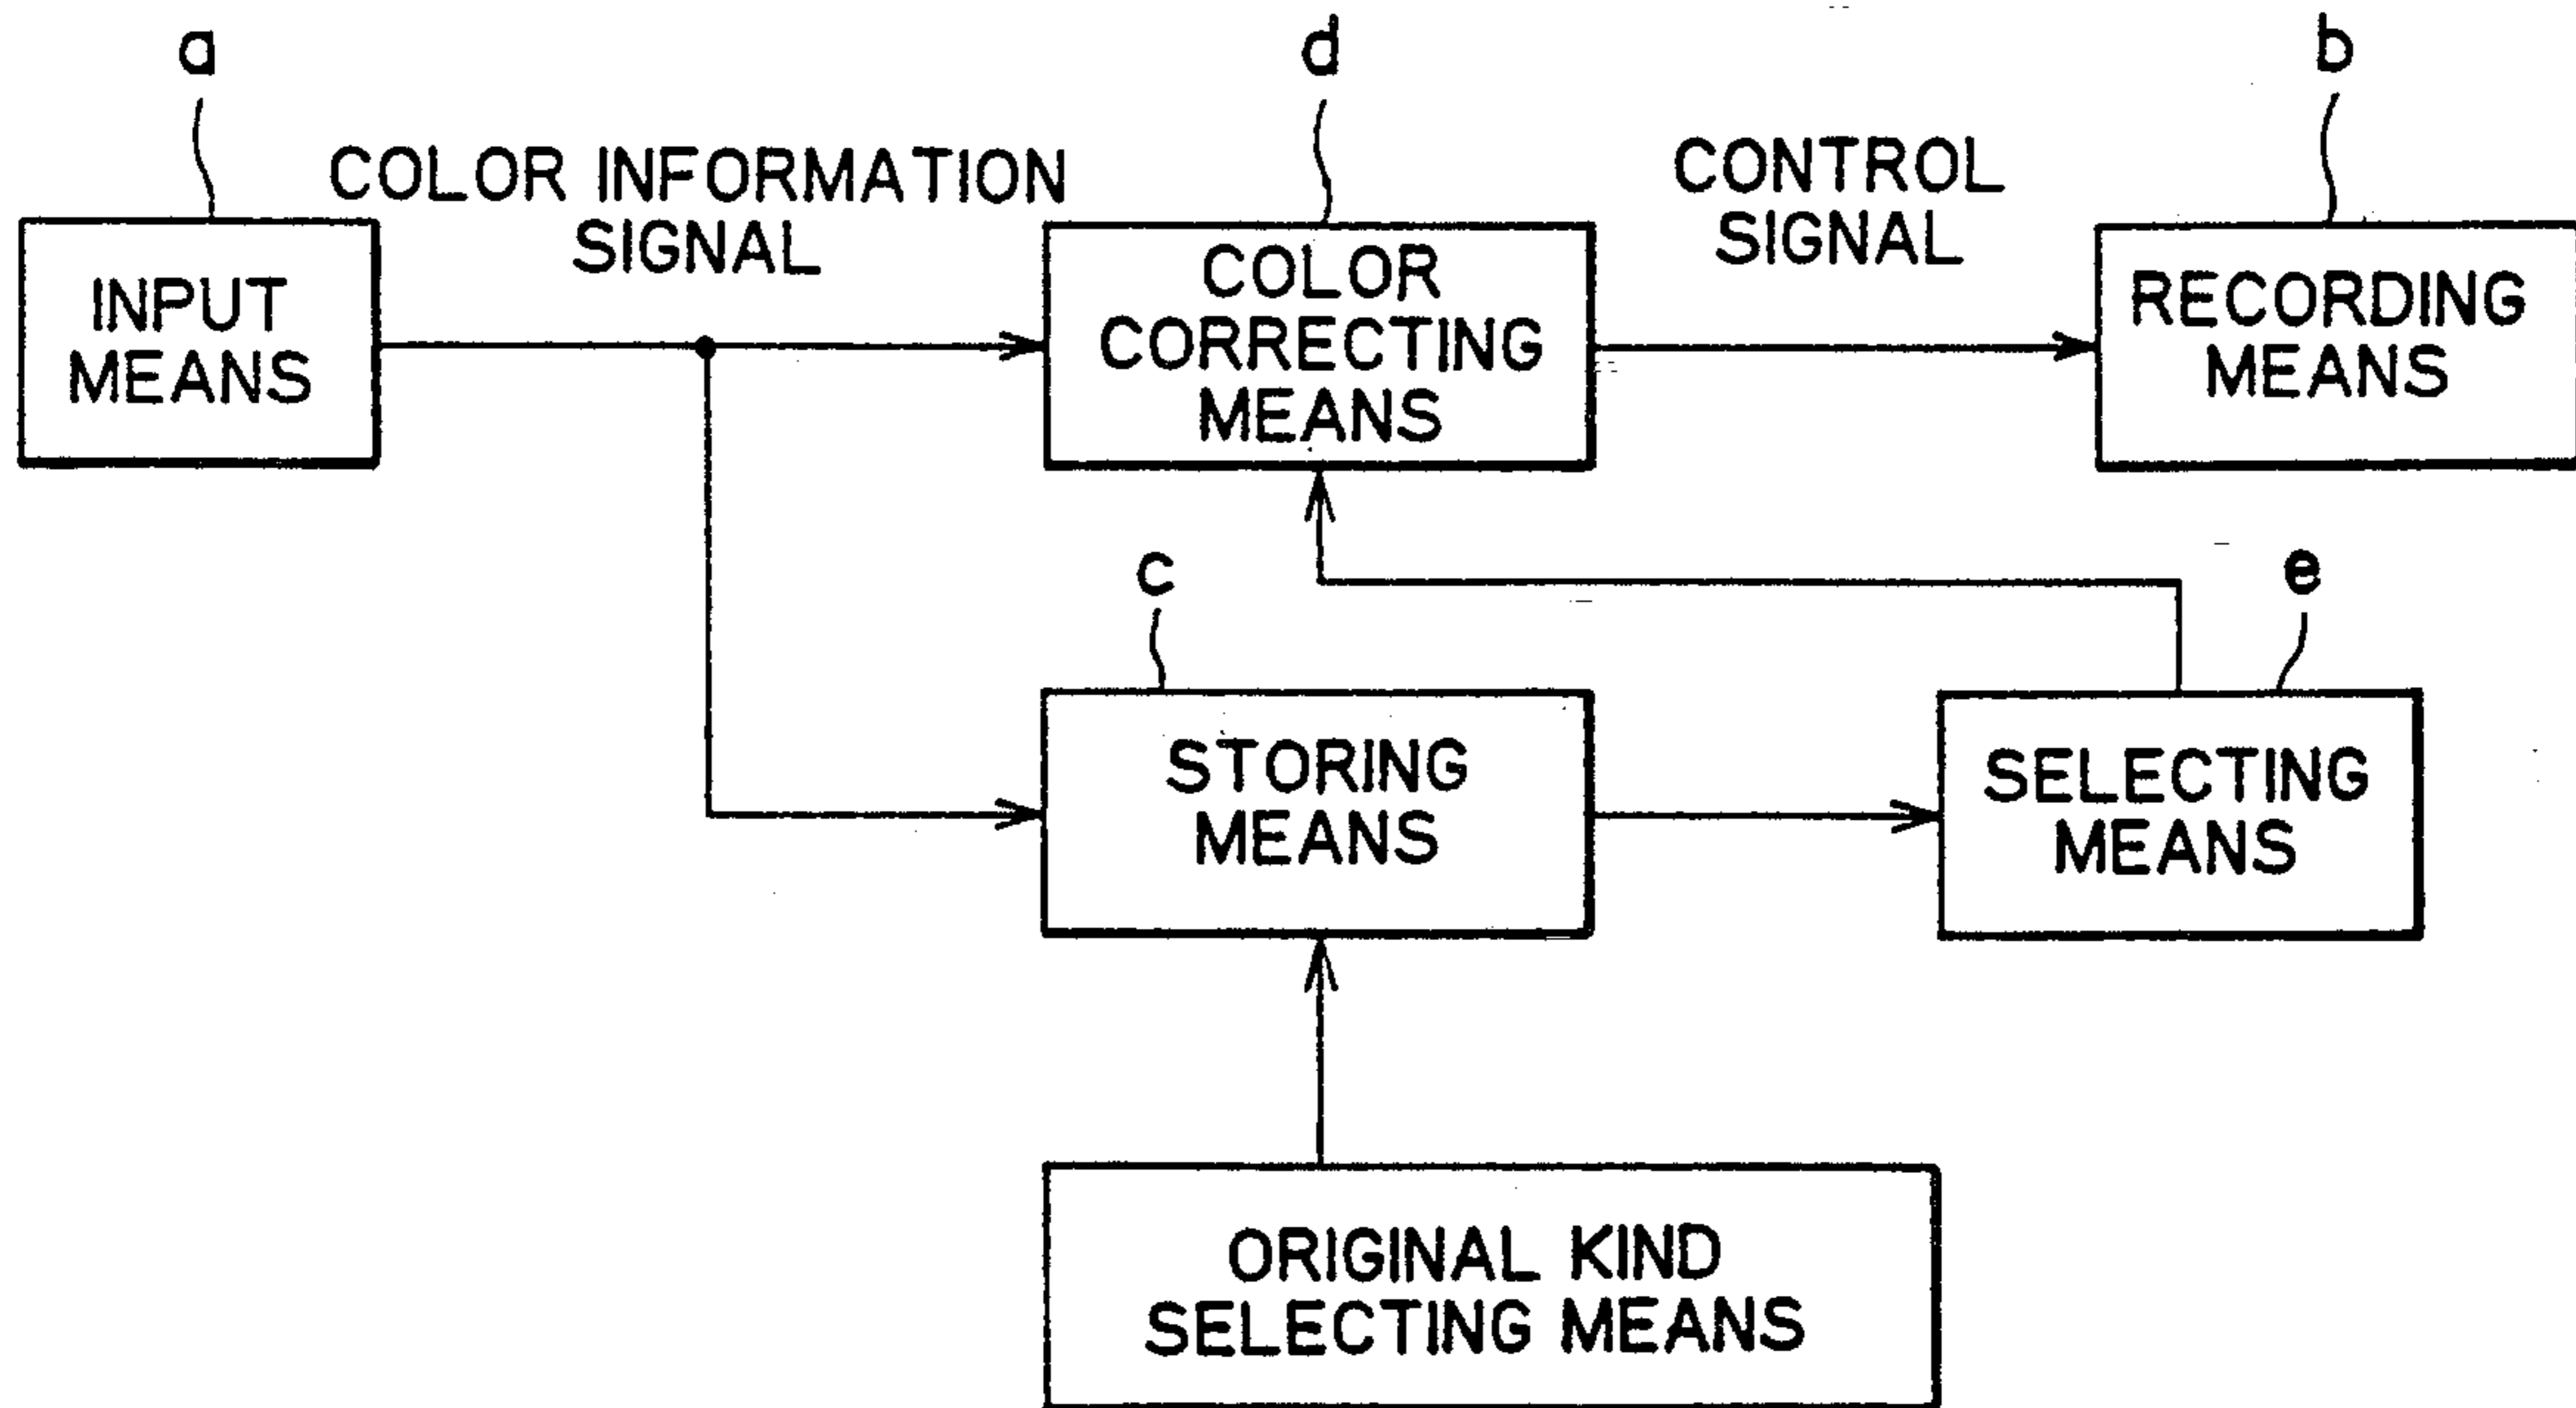 a
d
b
COLOR INFORMATION
SIGNAL
CONTROL
SIGNAL
INPUT
MEANS
COLOR
CORRECTING
MEANS
RECORDING
MEANS
c
e
STORING
MEANS
SELECTING
MEANS
ORIGINAL KIND
SELECTING MEANS